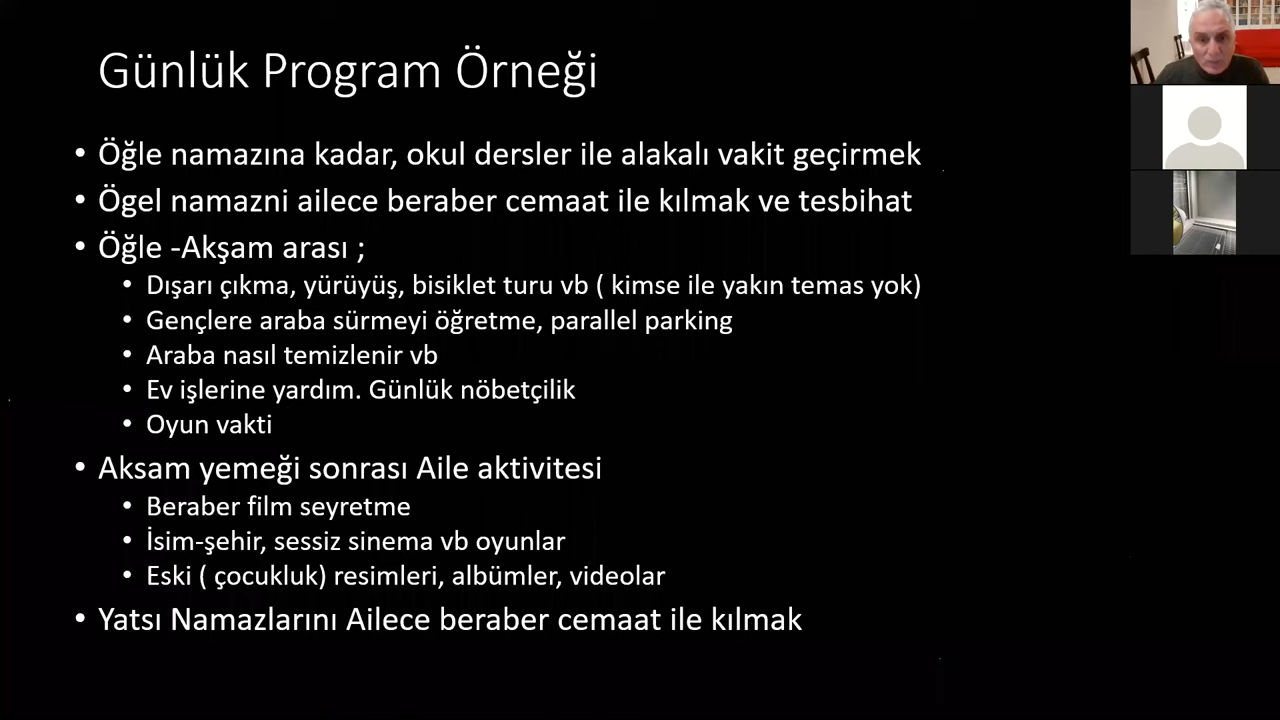 Günlük Program Örneği
• Öğle namazına kadar, okul dersler ile alakalı vakit geçirmek
• Ögel namazni ailece beraber cemaat ile kılmak ve tesbihat
• Öğle -Akşam arası ;
• Dışarı çıkma, yürüyüş, bisiklet turu vb ( kimse ile yakın temas yok)
• Gençlere araba sürmeyi öğretme, parallel parking
• Araba nasıl temizlenir vb
• Ev işlerine yardım. Günlük nöbetçilik
• Oyun vakti
• Aksam yemeği sonrası Aile aktivitesi
• Beraber film seyretme
• İsim-şehir, sessiz sinema vb oyunlar
• Eski ( çocukluk) resimleri, albümler, videolar
• Yatsı Namazlarını Ailece beraber cemaat ile kılmak